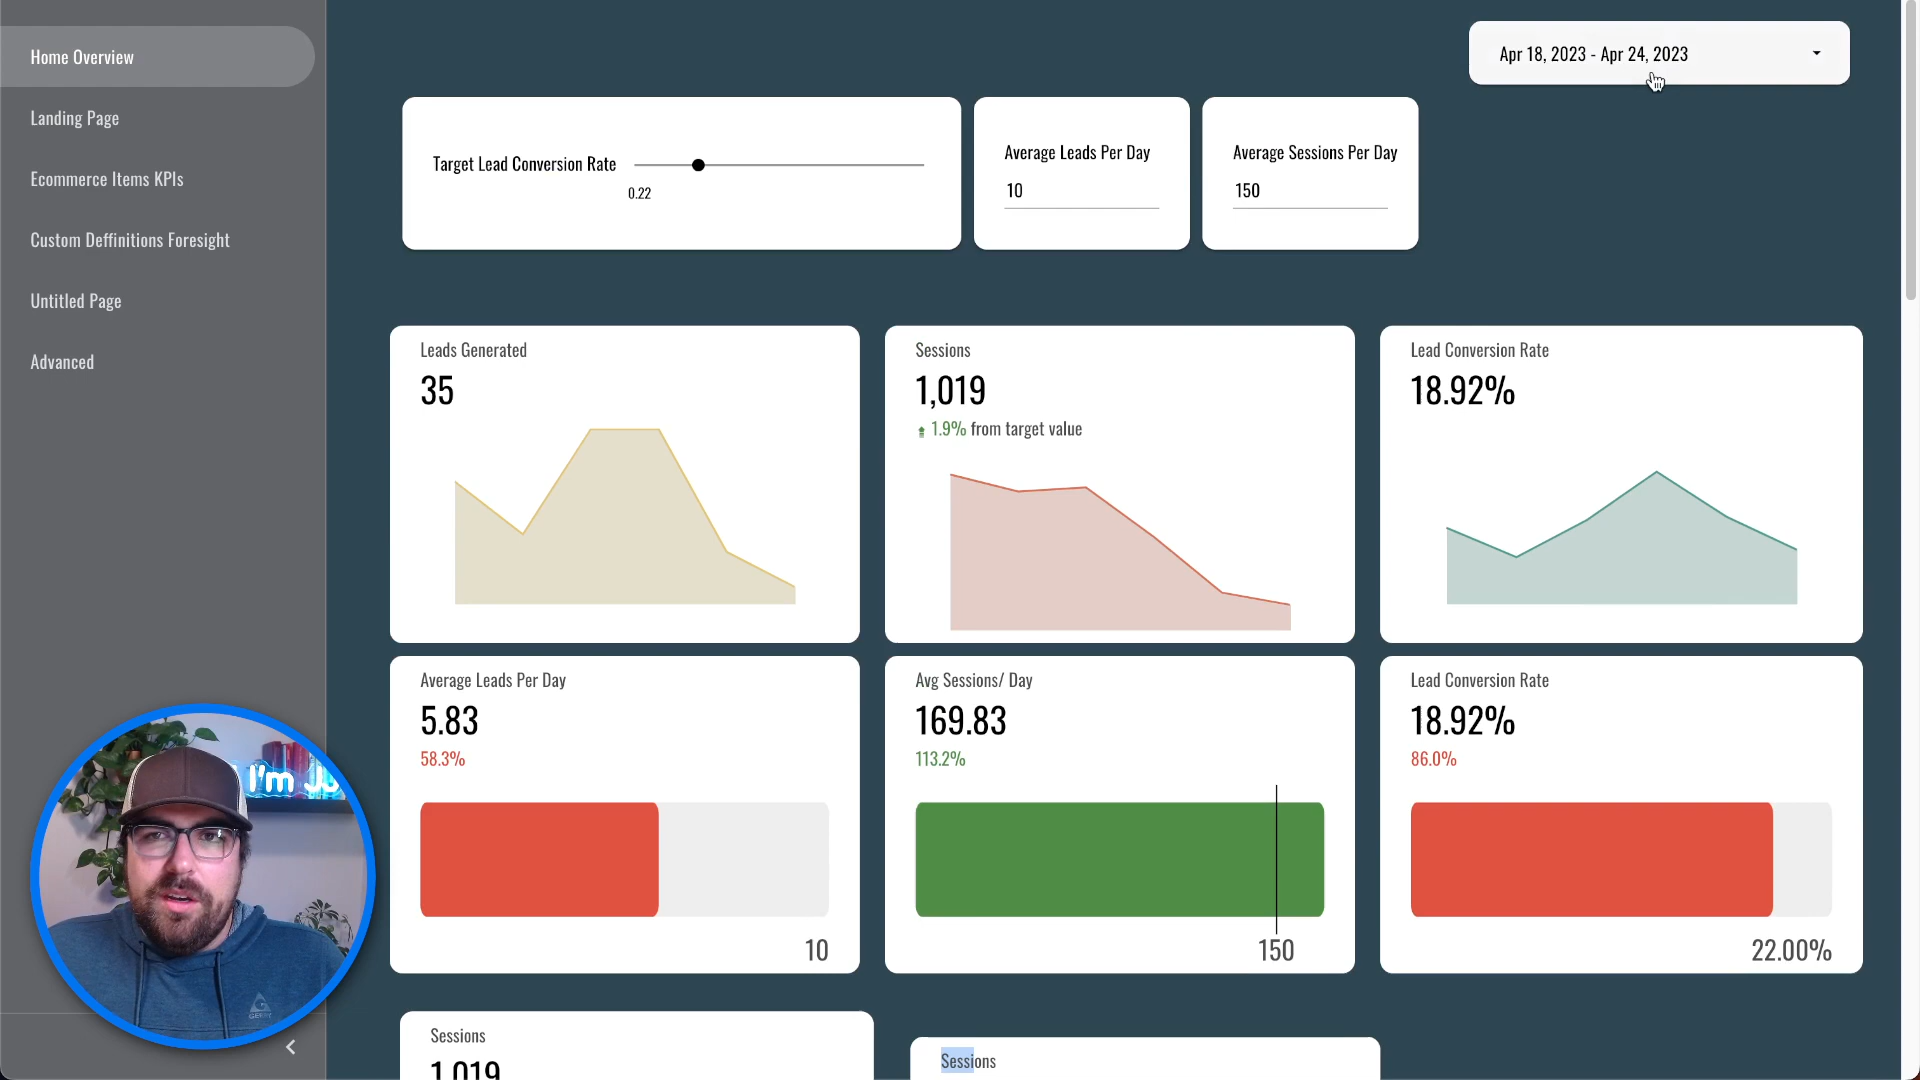 Home Overview
Landing Page
Ecommerce Items KPIs
Custom Deffinitions Foresight
Untitled Page
Advanced
Apr 18, 2023 - Apr 24, 2023
Target Lead Conversion Rate
0.22
Average Leads Per Day
10
Average Sessions Per Day
150
Leads Generated
35
Sessions
1,019
1.9% from target value
Lead Conversion Rate
18.92%
Average Leads Per Day
5.83
58.3%
10
Avg Sessions/ Day
169.83
113.2%
150
Lead Conversion Rate
18.92%
86.0%
22.00%
Sessions
1,019
Sessions
I'm